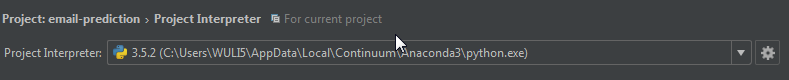 Project: email-prediction › Project Interpreter For current project
Project Interpreter: 3.5.2 (C:\Users\WULI5\AppData\Local\Continuum\Anaconda3\python.exe)